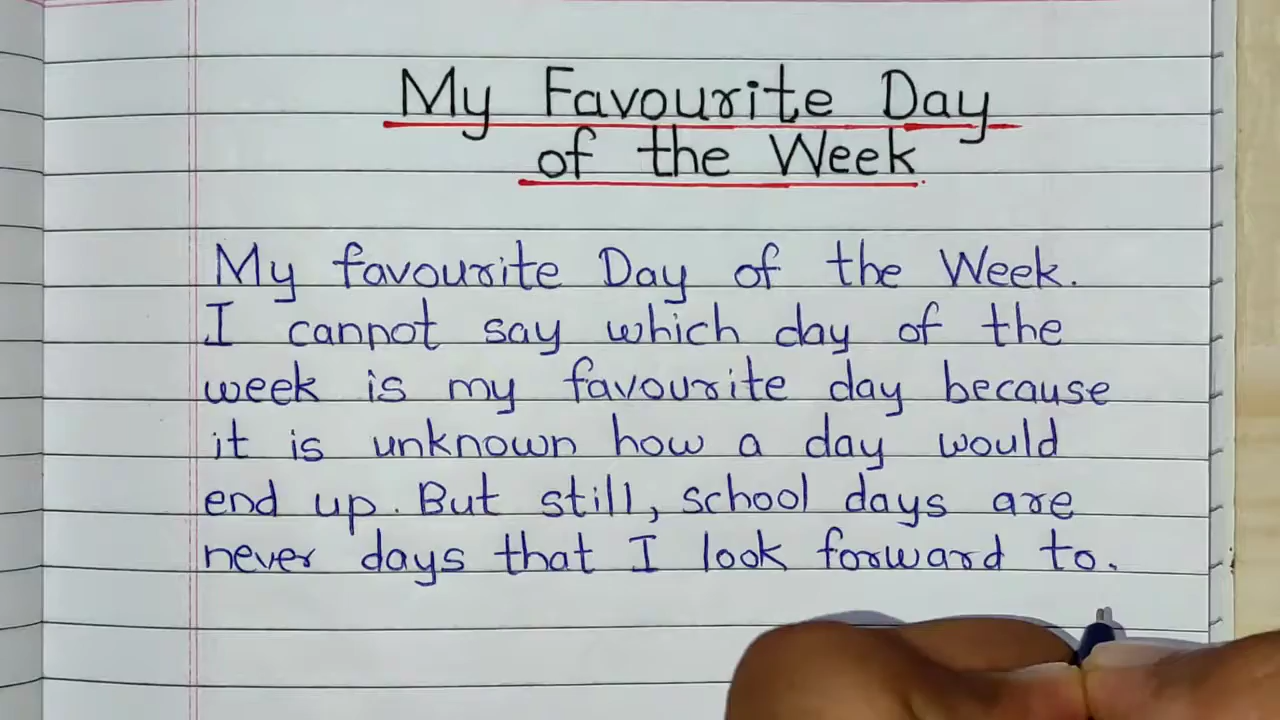 My Favourite Day
of the Week
My favourite Day of the Week.
I cannot say which day of the
week is my favourite day because
it is unknown how a day would
end up. But still, school days are
never days that I look forward to.